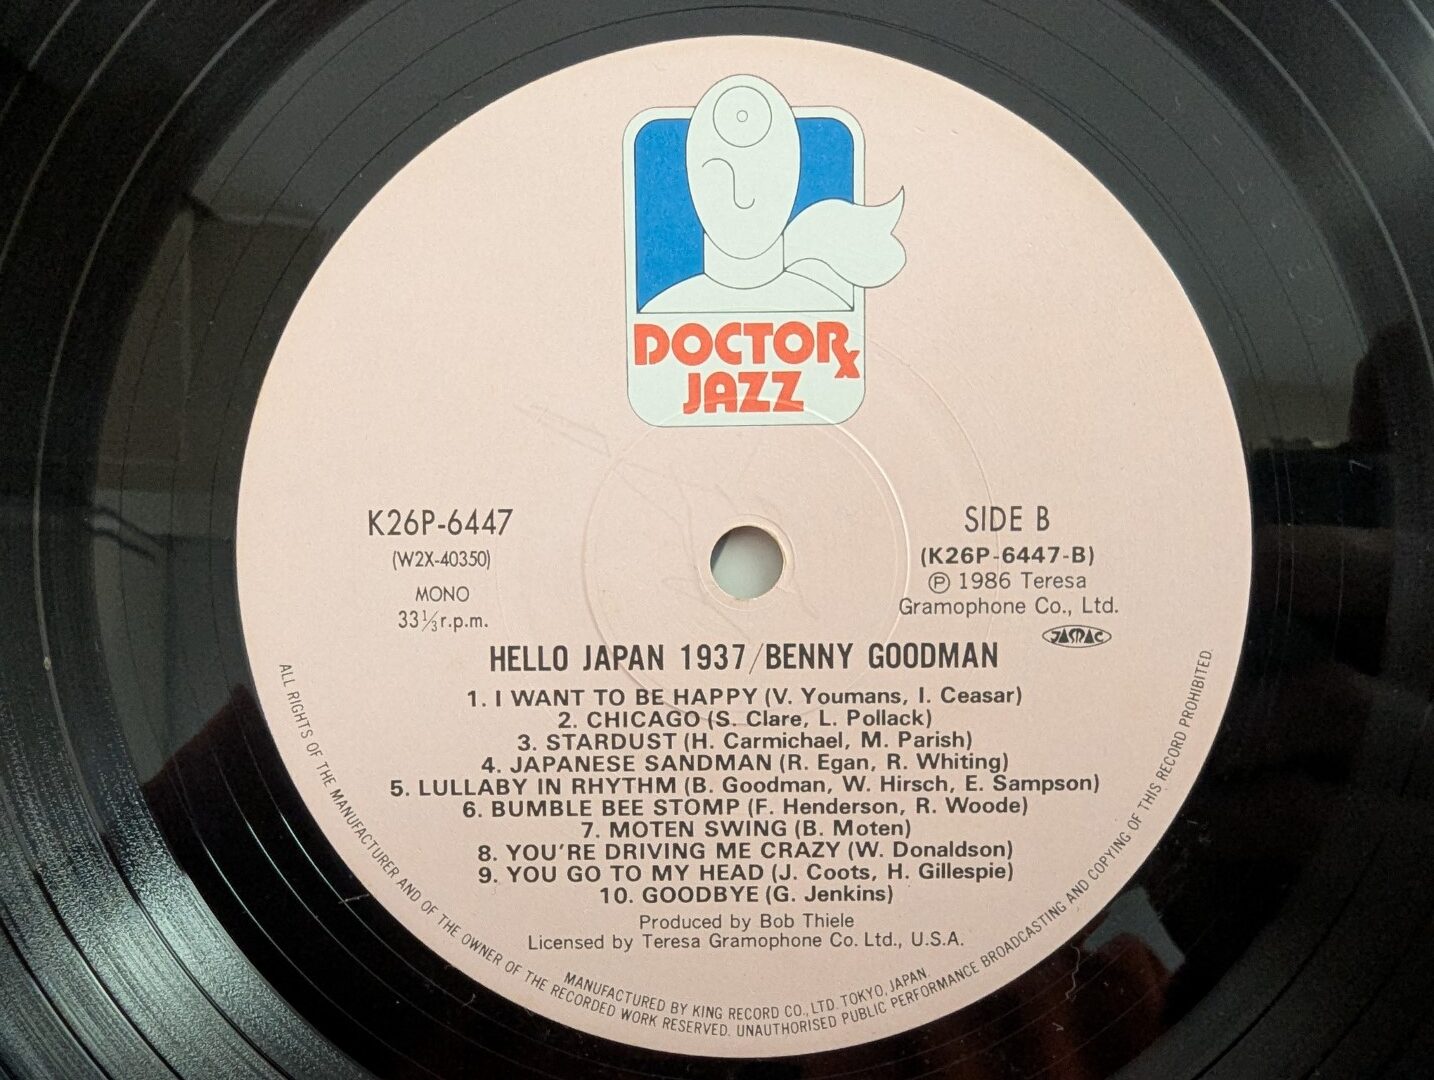 DOCTOR℞
JAZZ
K26P-6447
(W2X-40350)
MONO
33⅓r.p.m.
SIDE B
(K26P-6447-B)
Ⓟ 1986 Teresa
Gramophone Co., Ltd.
JASRAC
HELLO JAPAN 1937/BENNY GOODMAN
1. I WANT TO BE HAPPY (V. Youmans, I. Ceasar)
2. CHICAGO (S. Clare, L. Pollack)
3. STARDUST (H. Carmichael, M. Parish)
4. JAPANESE SANDMAN (R. Egan, R. Whiting)
5. LULLABY IN RHYTHM (B. Goodman, W. Hirsch, E. Sampson)
6. BUMBLE BEE STOMP (F. Henderson, R. Woode)
7. MOTEN SWING (B. Moten)
8. YOU'RE DRIVING ME CRAZY (W. Donaldson)
9. YOU GO TO MY HEAD (J. Coots, H. Gillespie)
10. GOODBYE (G. Jenkins)
Produced by Bob Thiele
Licensed by Teresa Gramophone Co. Ltd., U.S.A.
MANUFACTURED BY KING RECORD CO., LTD. TOKYO, JAPAN.
ALL RIGHTS OF THE MANUFACTURER AND OF THE OWNER OF THE RECORDED WORK RESERVED. UNAUTHORISED PUBLIC PERFORMANCE BROADCASTING AND COPYING OF THIS RECORD PROHIBITED.